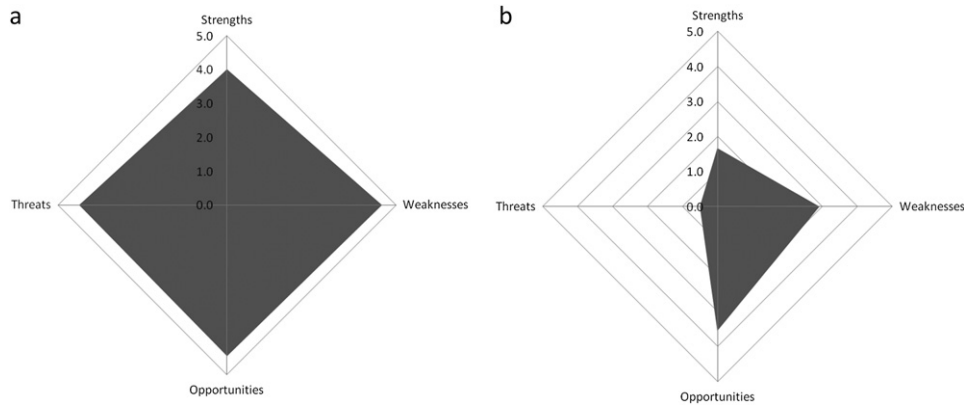 a
Strengths
5.0
4.0
3.0
2.0
1.0
0.0
Threats
Weaknesses
Opportunities
b
Strengths
5.0
4.0
3.0
2.0
1.0
0.0
Threats
Weaknesses
Opportunities